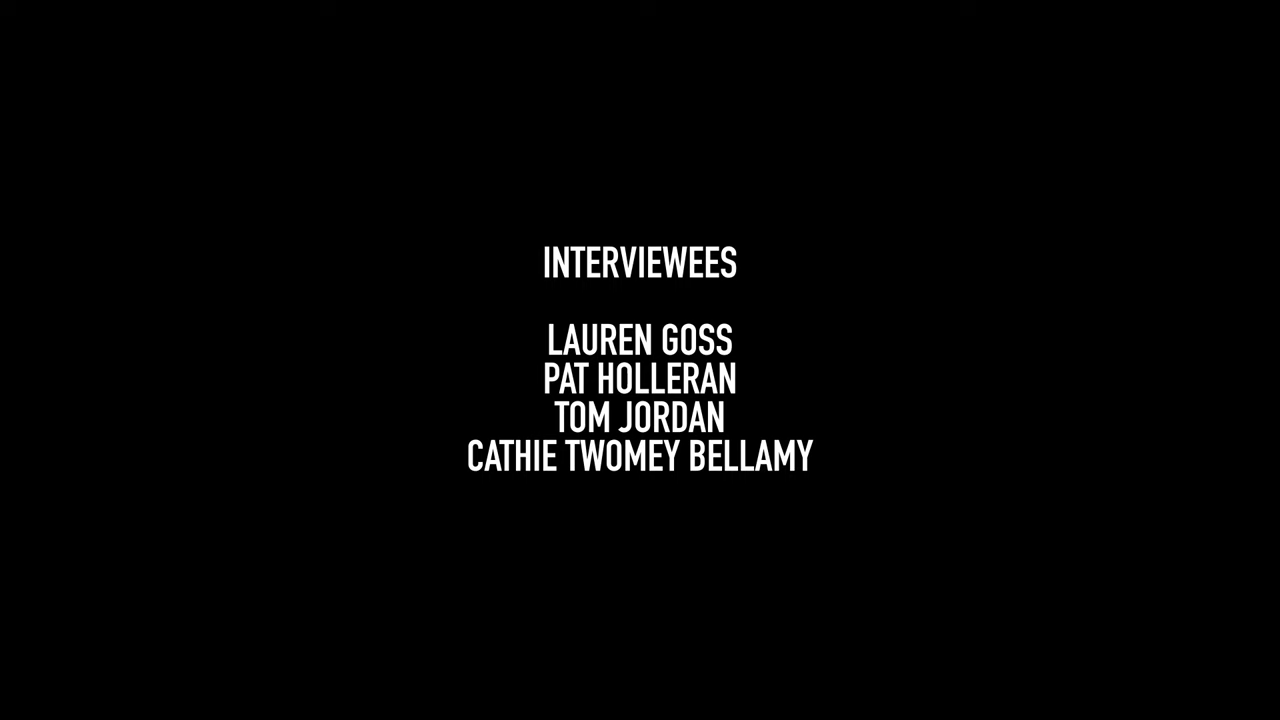 INTERVIEWEES
LAUREN GOSS
PAT HOLLERAN
TOM JORDAN
CATHIE TWOMEY BELLAMY